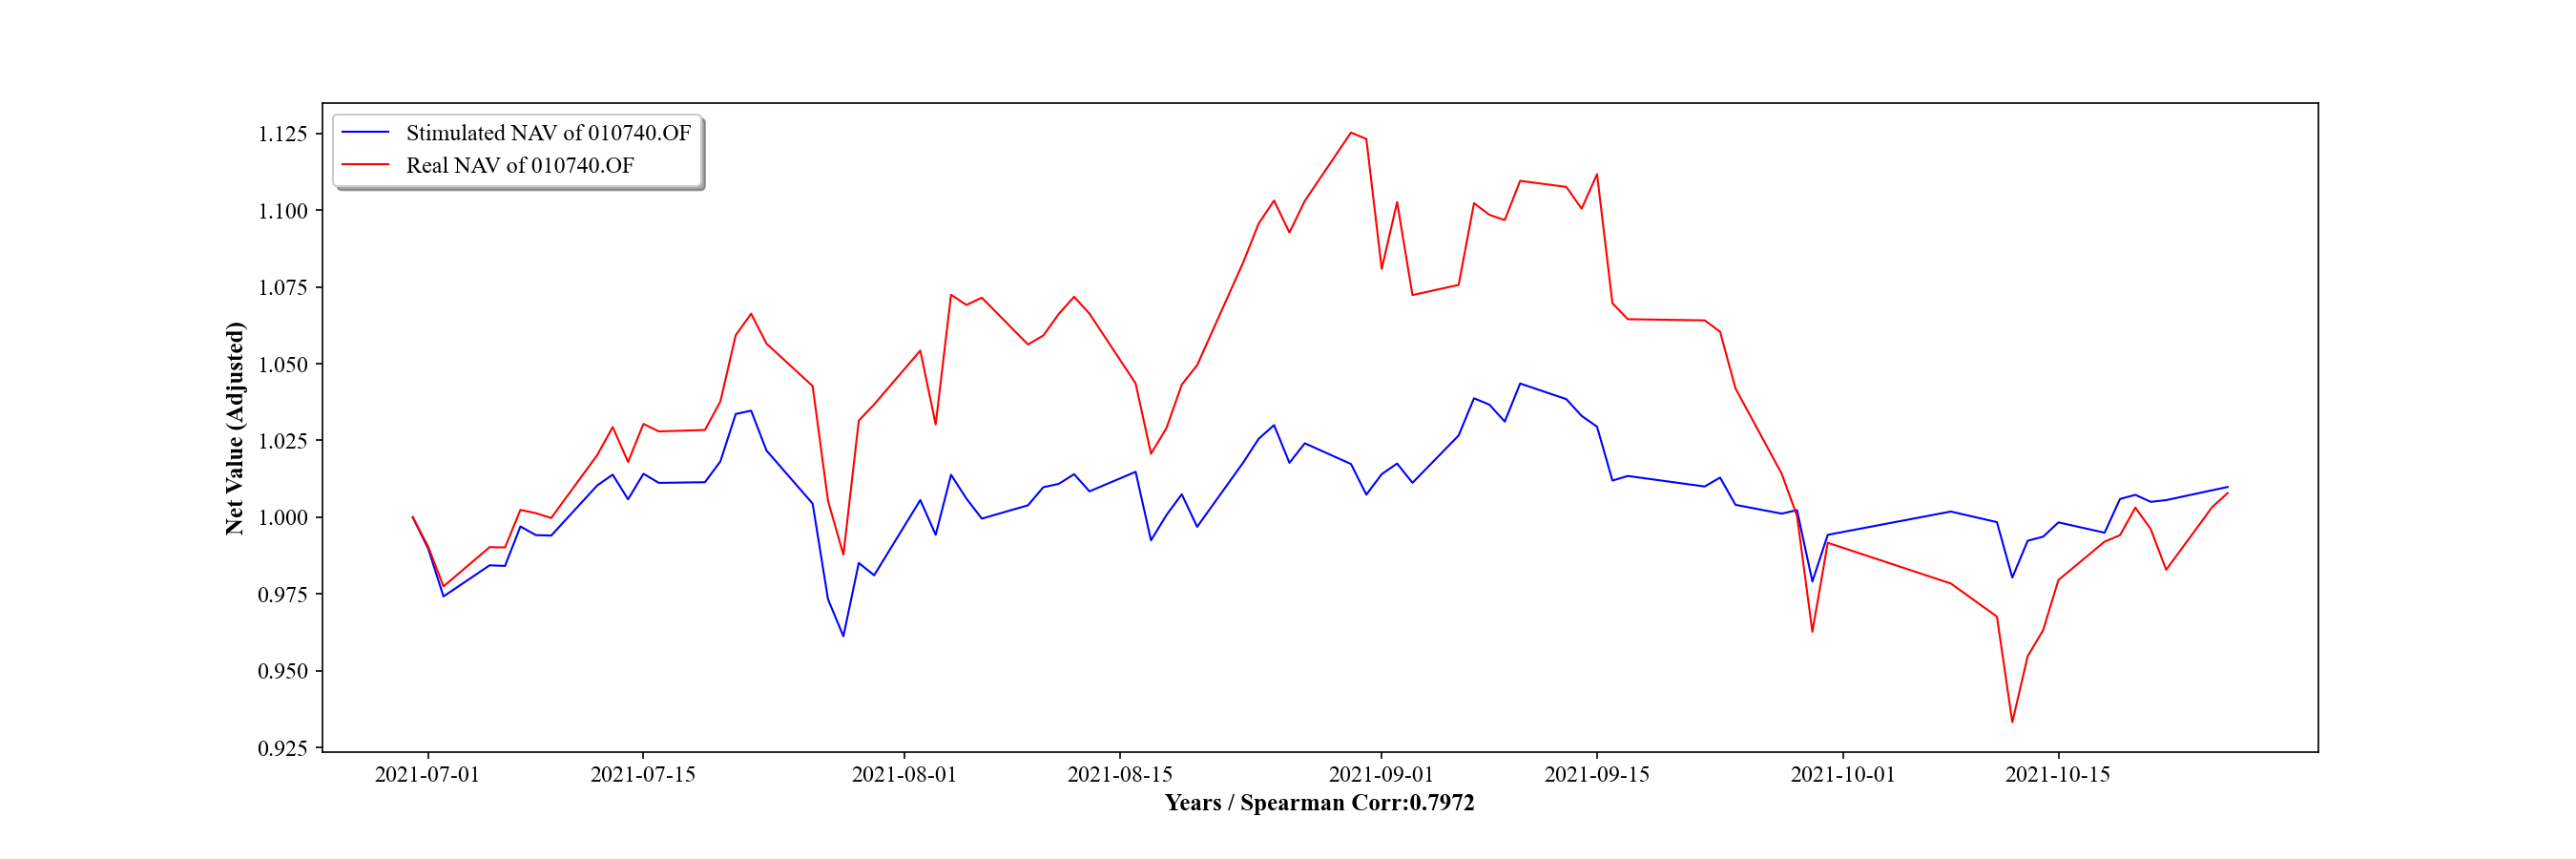 Stimulated NAV of 010740.OF
Real NAV of 010740.OF
Net Value (Adjusted)
1.125
1.100
1.075
1.050
1.025
1.000
0.975
0.950
0.925
2021-07-01 2021-07-15 2021-08-01 2021-08-15 2021-09-01 2021-09-15 2021-10-01 2021-10-15
Years / Spearman Corr:0.7972